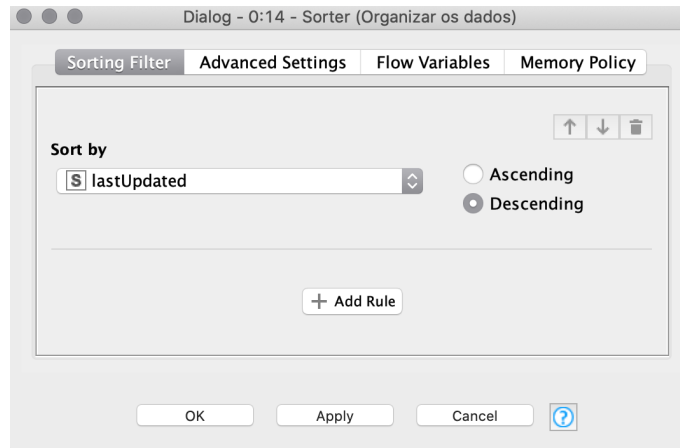 Dialog - 0:14 - Sorter (Organizar os dados)
Sorting Filter Advanced Settings Flow Variables Memory Policy
Sort by
S lastUpdated
Ascending
Descending
+ Add Rule
OK Apply Cancel ?